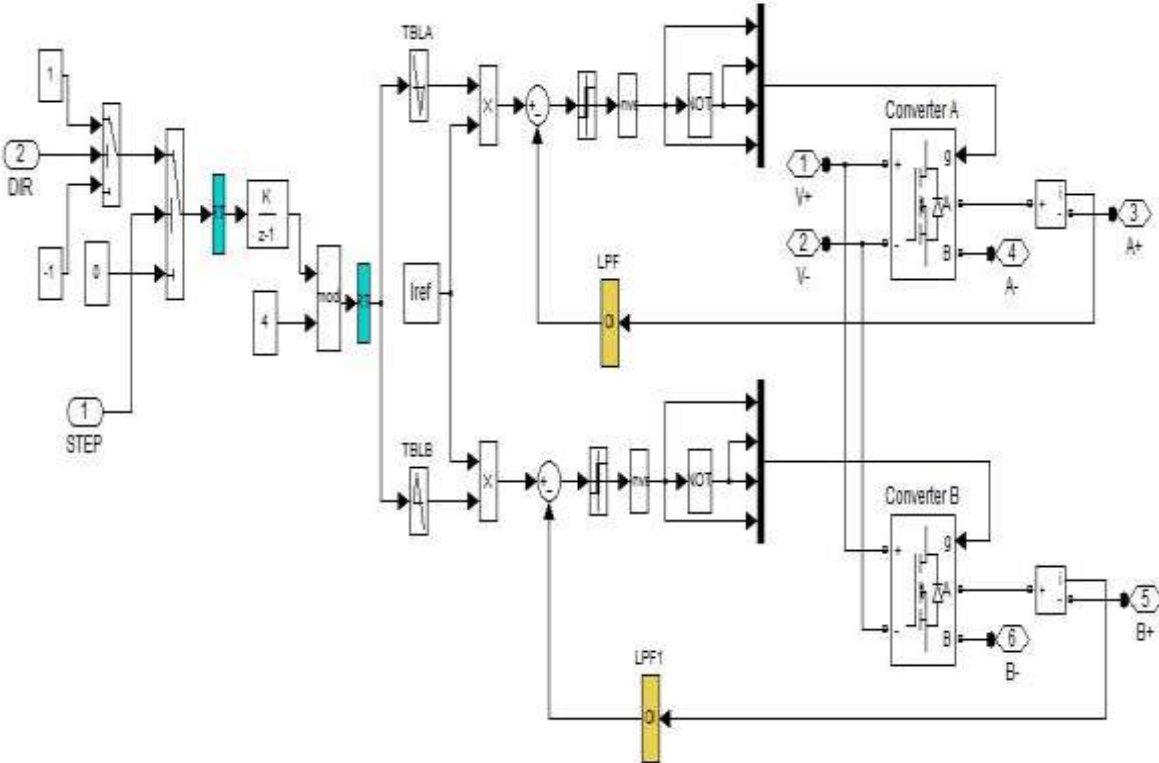 TBLA
1
X
+
-
NOT
Converter A
2
DIR
1
V+
+
g
A
+
i
-
3
A+
K
z-1
-1
0
2
V-
-
B
4
A-
LPF
mod
Iref
4
1
STEP
TBLB
X
+
-
NOT
Converter B
+
g
A
+
i
-
5
B+
-
B
6
B-
LPF1